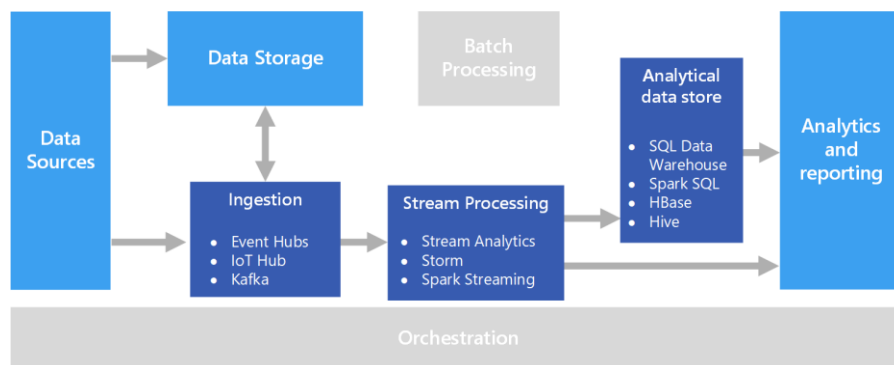 Data
Sources
Data Storage
Batch
Processing
Analytical
data store
SQL Data
Warehouse
Spark SQL
HBase
Hive
Analytics
and
reporting
Ingestion
Event Hubs
IoT Hub
Kafka
Stream Processing
Stream Analytics
Storm
Spark Streaming
Orchestration